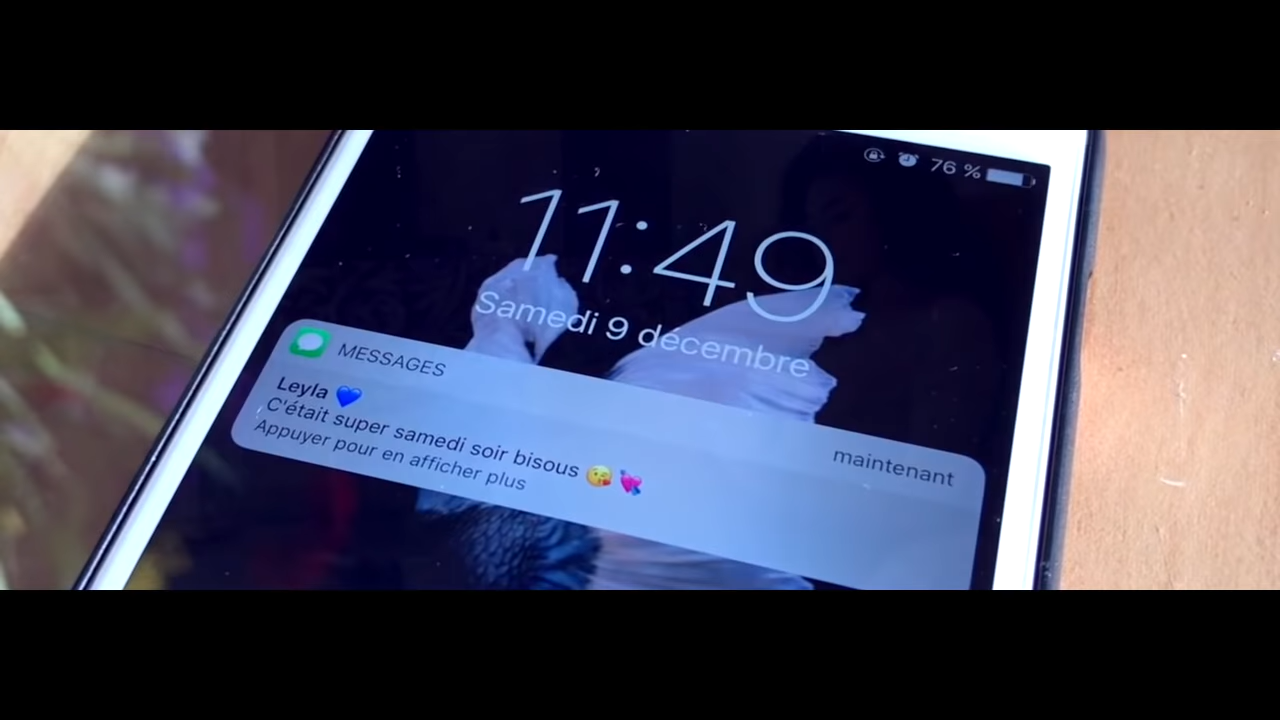 76 %
11:49
Samedi 9 décembre
MESSAGES
maintenant
Leyla 💙
C'était super samedi soir bisous 😘 💘
Appuyer pour en afficher plus